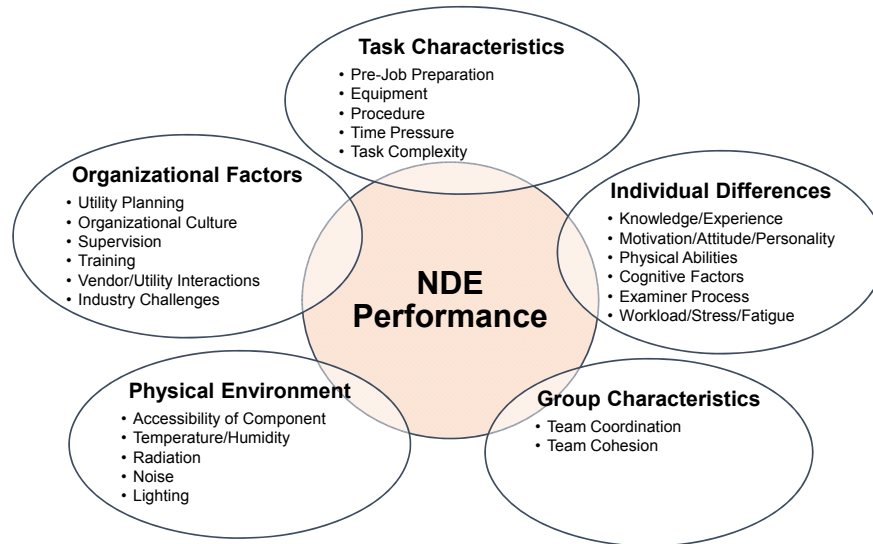 Task Characteristics
• Pre-Job Preparation
• Equipment
• Procedure
• Time Pressure
• Task Complexity
Organizational Factors
• Utility Planning
• Organizational Culture
• Supervision
• Training
• Vendor/Utility Interactions
• Industry Challenges
Individual Differences
• Knowledge/Experience
• Motivation/Attitude/Personality
• Physical Abilities
• Cognitive Factors
• Examiner Process
• Workload/Stress/Fatigue
NDE
Performance
Physical Environment
• Accessibility of Component
• Temperature/Humidity
• Radiation
• Noise
• Lighting
Group Characteristics
• Team Coordination
• Team Cohesion